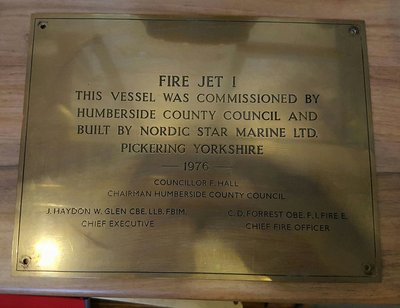 FIRE JET I
THIS VESSEL WAS COMMISSIONED BY
HUMBERSIDE COUNTY COUNCIL AND
BUILT BY NORDIC STAR MARINE LTD.
PICKERING YORKSHIRE
— 1976 —
COUNCILLOR F. HALL
CHAIRMAN HUMBERSIDE COUNTY COUNCIL
J. HAYDON W. GLEN CBE. LLB. FBIM.
CHIEF EXECUTIVE
C. D. FORREST OBE. F. I. FIRE E.
CHIEF FIRE OFFICER